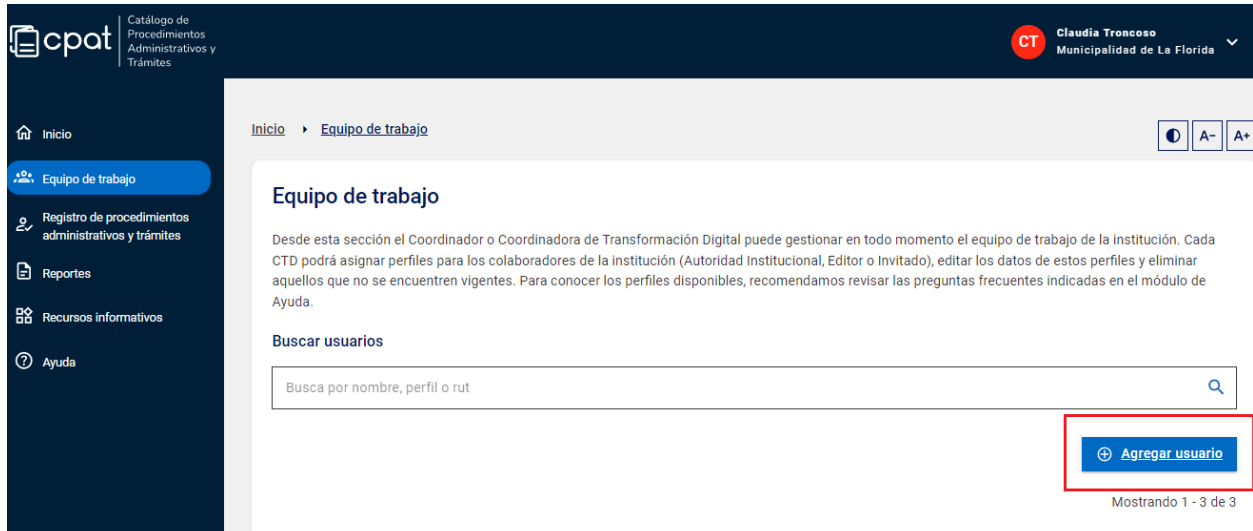 cpat
Catálogo de
Procedimientos
Administrativos y
Trámites
CT
Claudia Troncoso
Municipalidad de La Florida
Inicio
Equipo de trabajo
Registro de procedimientos
administrativos y trámites
Reportes
Recursos informativos
Ayuda
Inicio Equipo de trabajo
A- A+
Equipo de trabajo
Desde esta sección el Coordinador o Coordinadora de Transformación Digital puede gestionar en todo momento el equipo de trabajo de la institución. Cada
CTD podrá asignar perfiles para los colaboradores de la institución (Autoridad Institucional, Editor o Invitado), editar los datos de estos perfiles y eliminar
aquellos que no se encuentren vigentes. Para conocer los perfiles disponibles, recomendamos revisar las preguntas frecuentes indicadas en el módulo de
Ayuda.
Buscar usuarios
Busca por nombre, perfil o rut
Agregar usuario
Mostrando 1 - 3 de 3